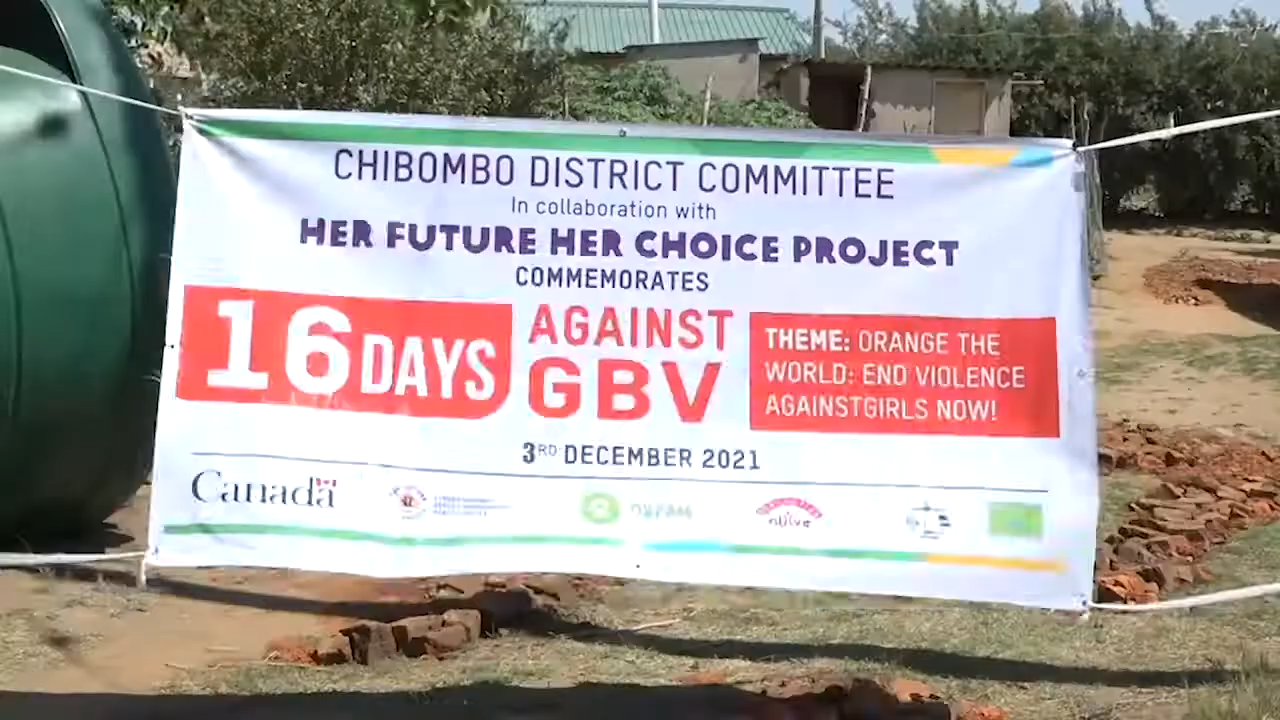 CHIBOMBO DISTRICT COMMITTEE
In collaboration with
HER FUTURE HER CHOICE PROJECT
COMMEMORATES
16 DAYS
AGAINST
GBV
THEME: ORANGE THE
WORLD: END VIOLENCE
AGAINSTGIRLS NOW!
3RD DECEMBER 2021
Canada
OXFAM